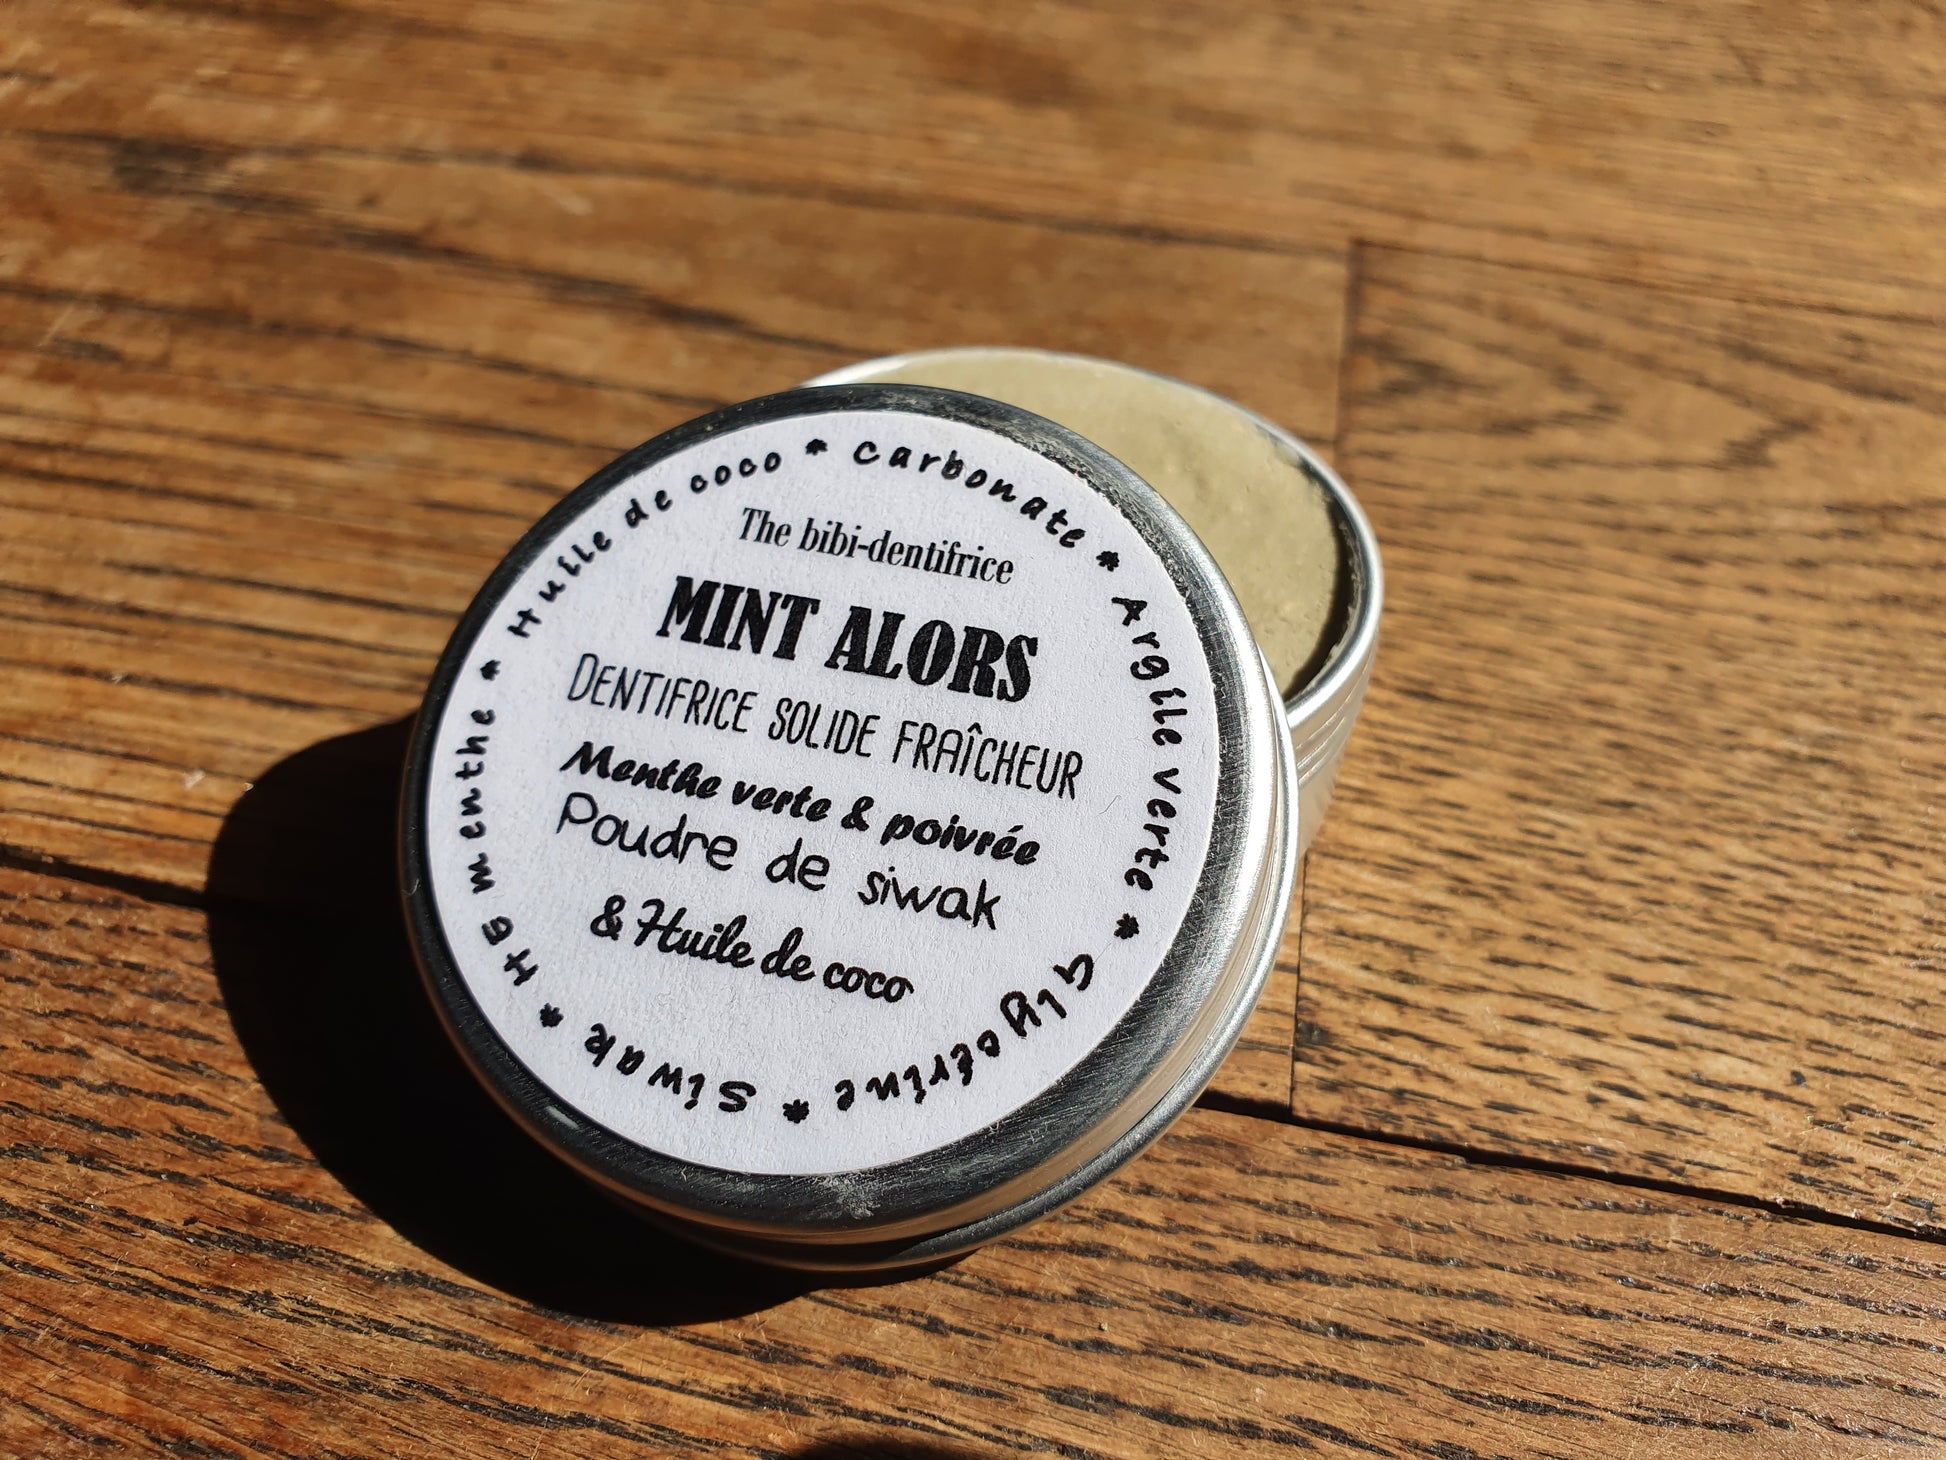 The bibi-dentifrice
MINT ALORS
DENTIFRICE SOLIDE FRAÎCHEUR
Menthe verte & poivrée
Poudre de siwak
& Huile de coco
Huile de coco * Carbonate * Argile verte * Glycérine * Siwak * HE menthe *